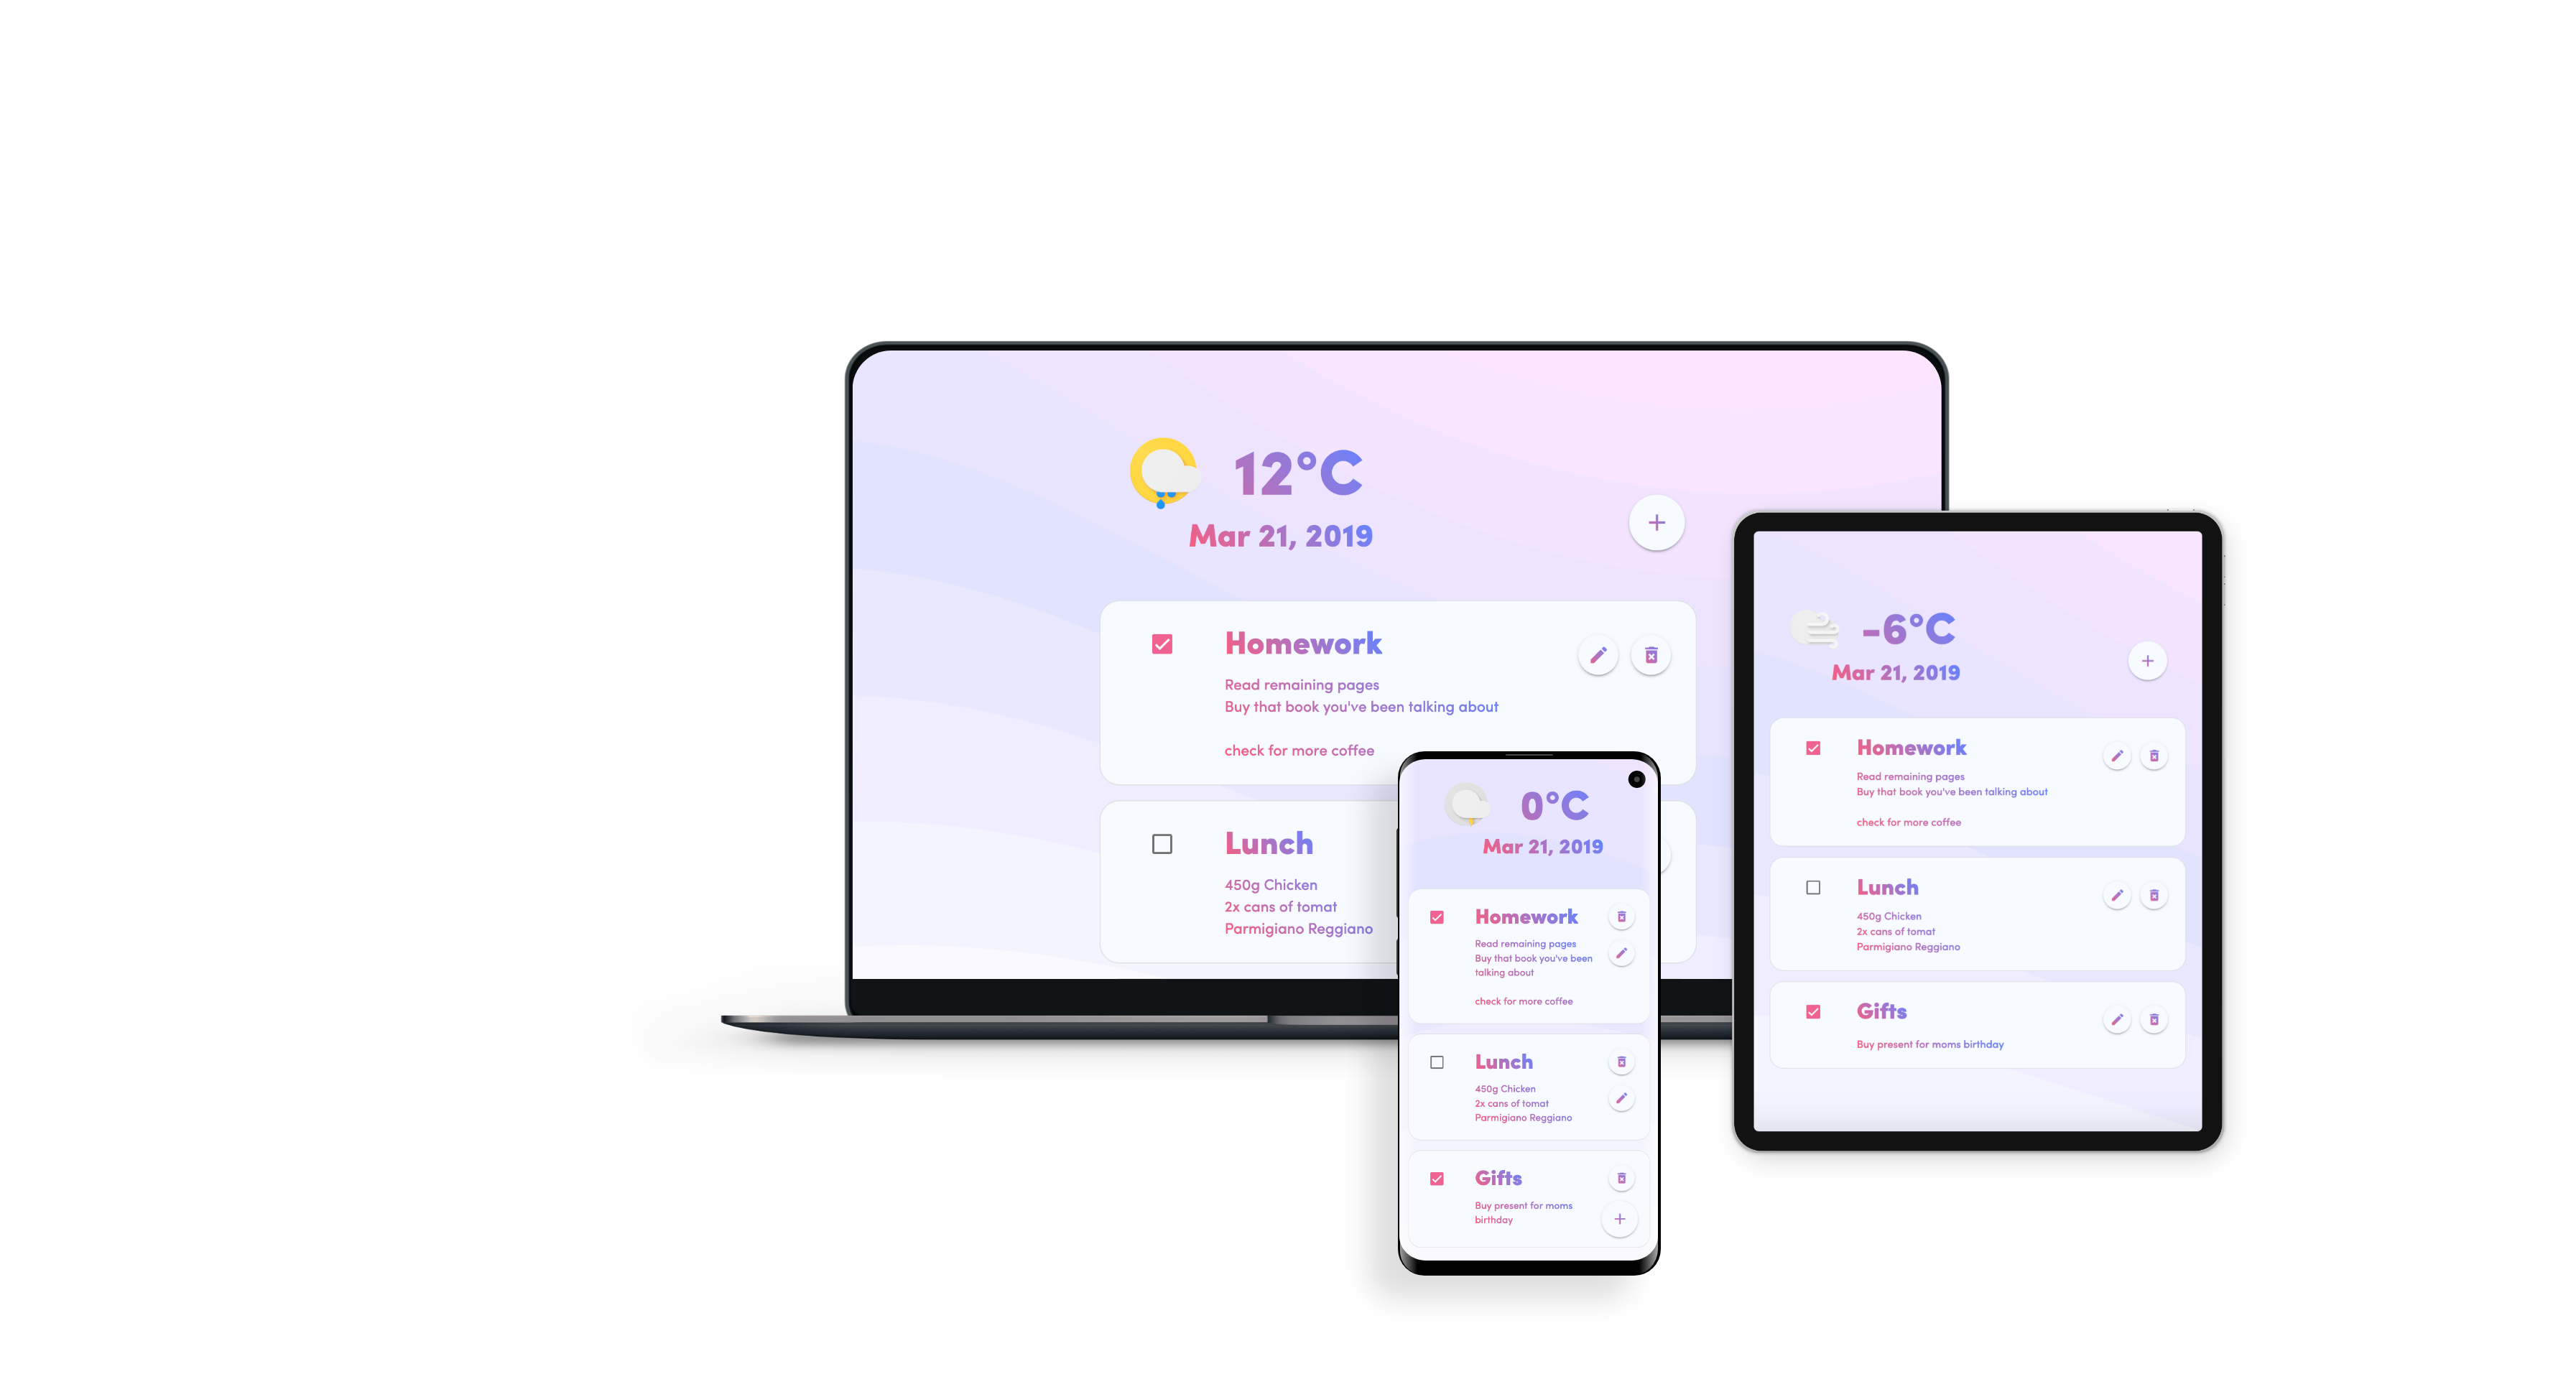 12°C
Mar 21, 2019
Homework
Read remaining pages
Buy that book you've been talking about
check for more coffee
Lunch
450g Chicken
2x cans of tomat
Parmigiano Reggiano
0°C
Mar 21, 2019
Homework
Read remaining pages
Buy that book you've been
talking about
check for more coffee
Lunch
450g Chicken
2x cans of tomat
Parmigiano Reggiano
Gifts
Buy present for moms
birthday
-6°C
Mar 21, 2019
Homework
Read remaining pages
Buy that book you've been talking about
check for more coffee
Lunch
450g Chicken
2x cans of tomat
Parmigiano Reggiano
Gifts
Buy present for moms birthday